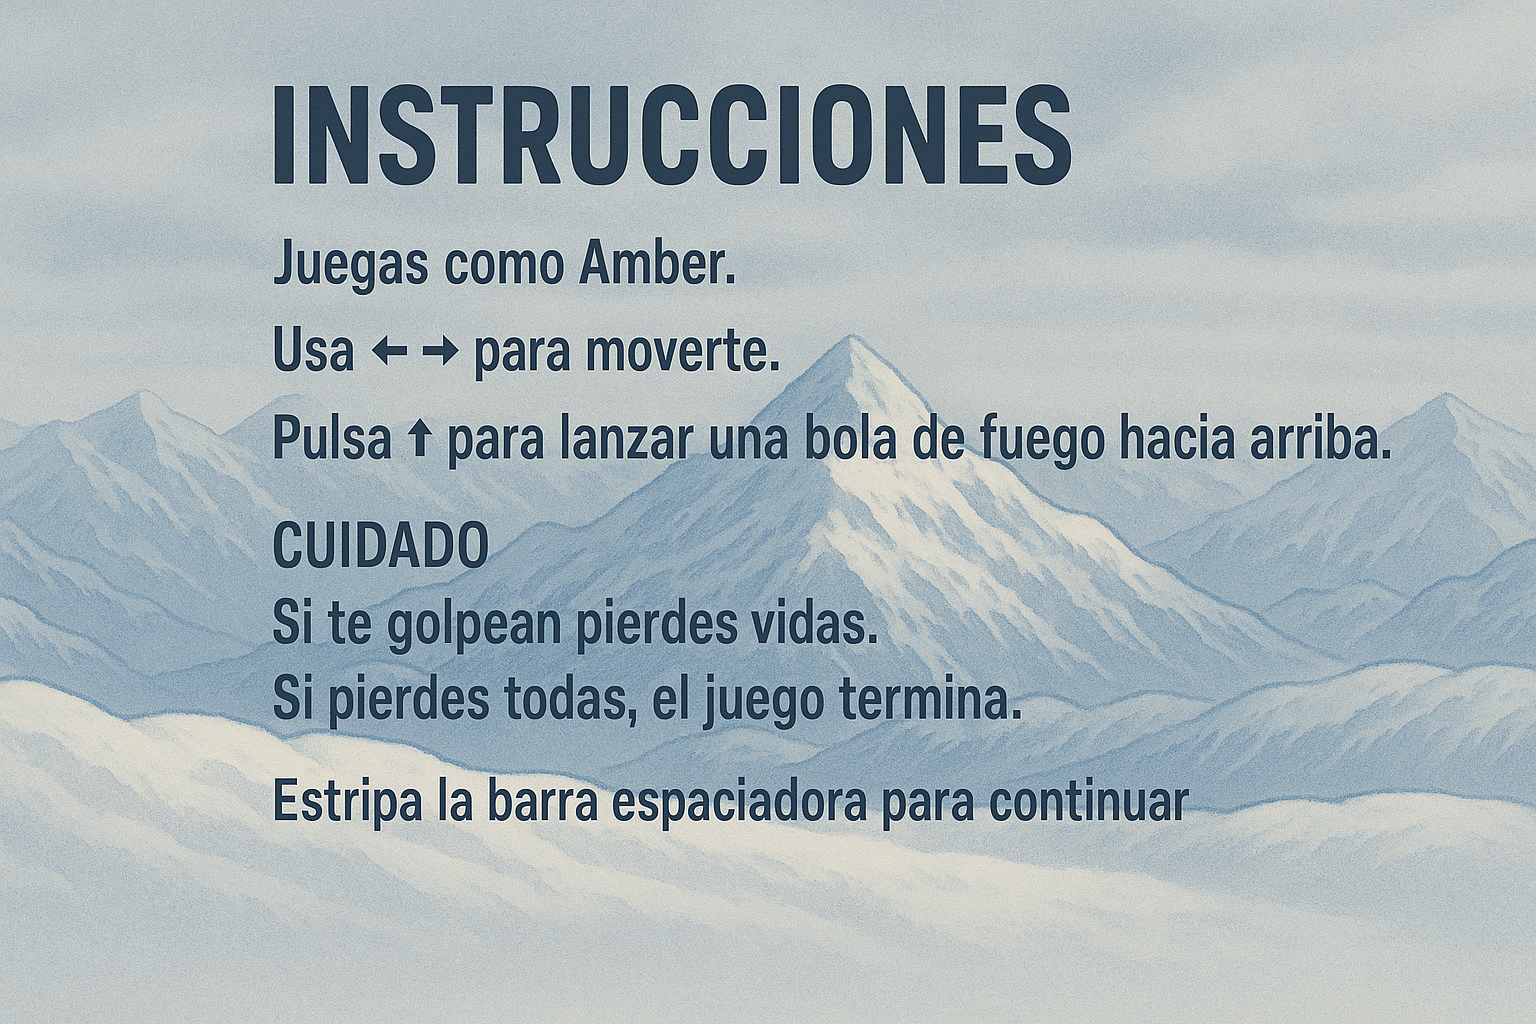 INSTRUCCIONES
Juegas como Amber.
Usa ← → para moverte.
Pulsa ↑ para lanzar una bola de fuego hacia arriba.
CUIDADO
Si te golpean pierdes vidas.
Si pierdes todas, el juego termina.
Estripa la barra espaciadora para continuar